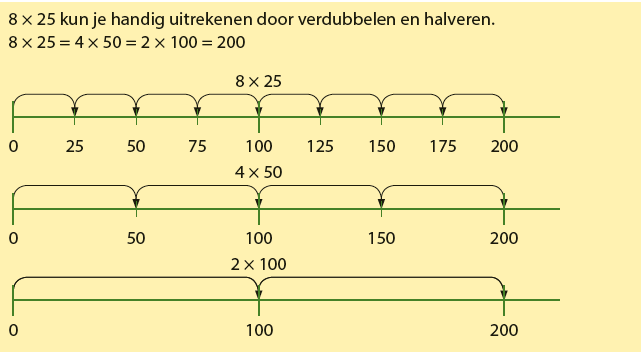 8 × 25 kun je handig uitrekenen door verdubbelen en halveren.
8 × 25 = 4 × 50 = 2 × 100 = 200
8 × 25
0 25 50 75 100 125 150 175 200
4 × 50
0 50 100 150 200
2 × 100
0 100 200